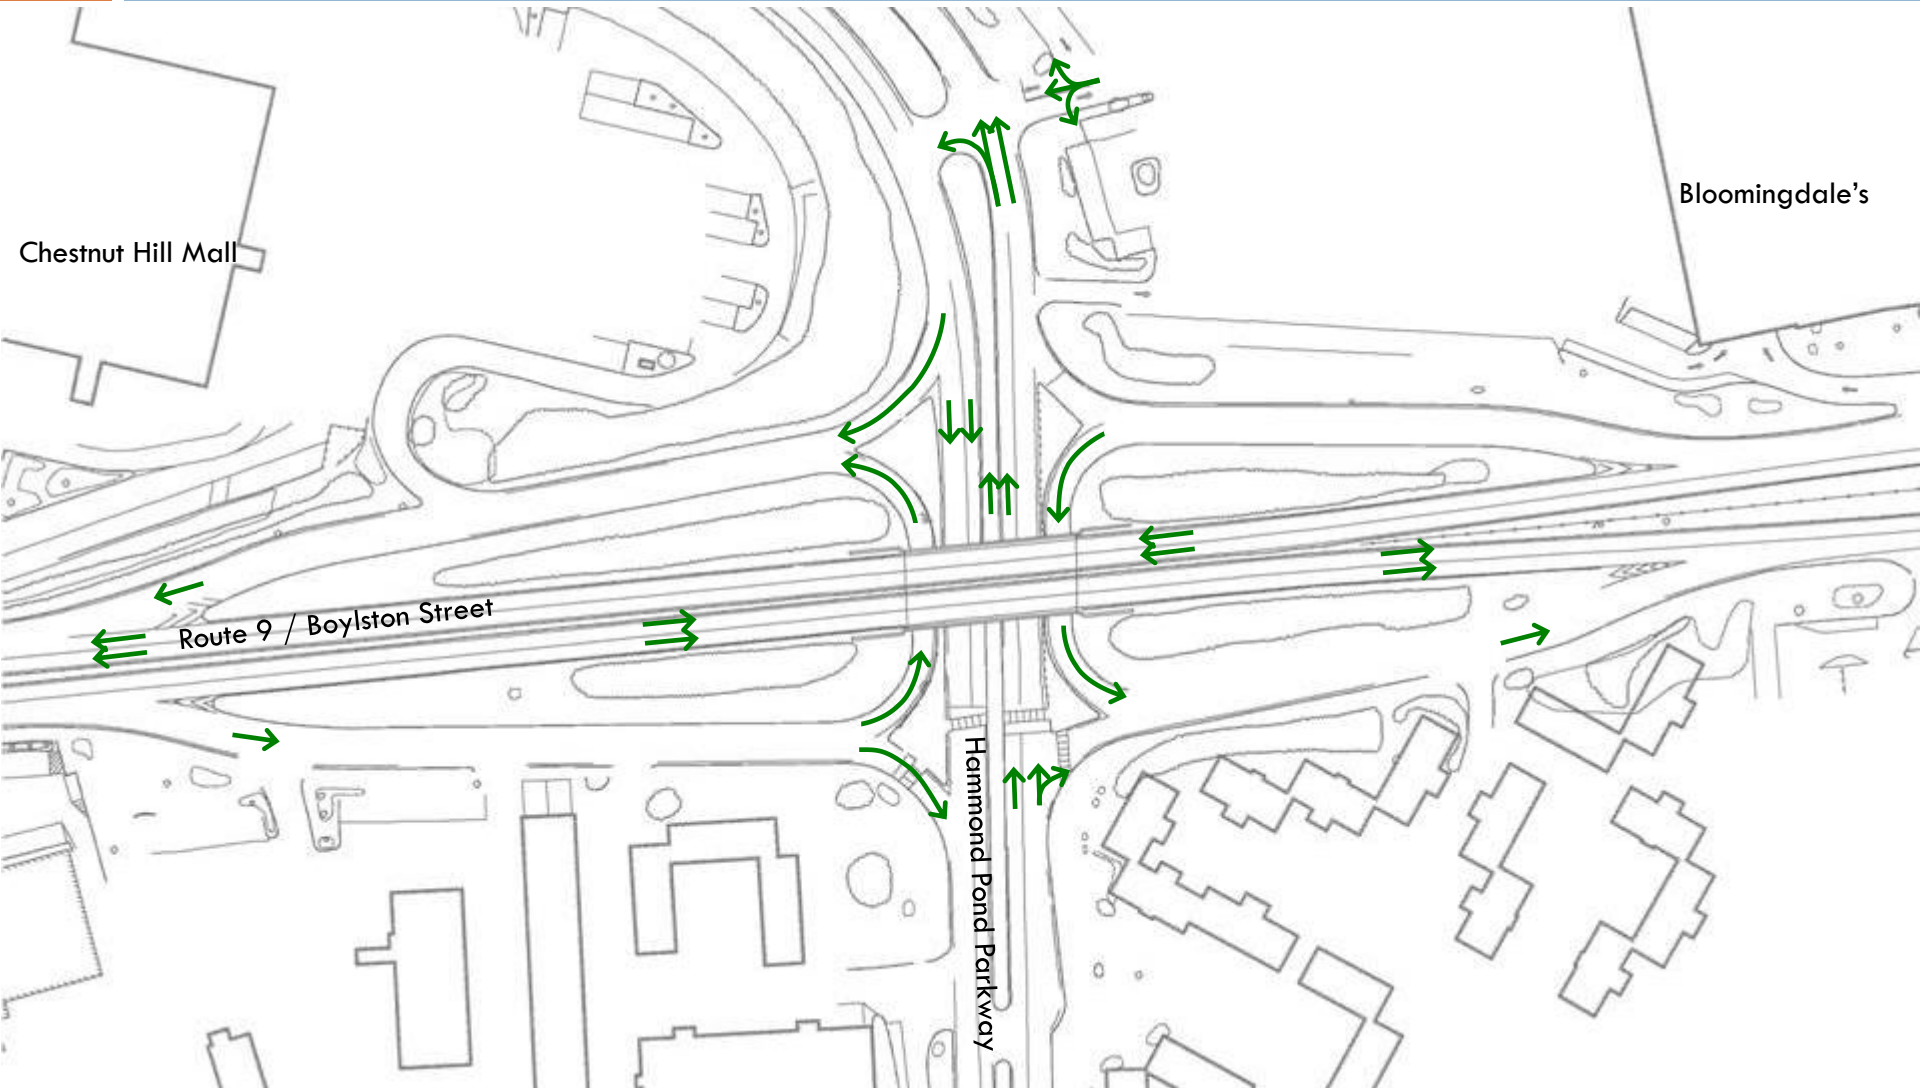 Bloomingdale’s
Chestnut Hill Mall
Route 9 / Boylston Street
Hammond Pond Parkway